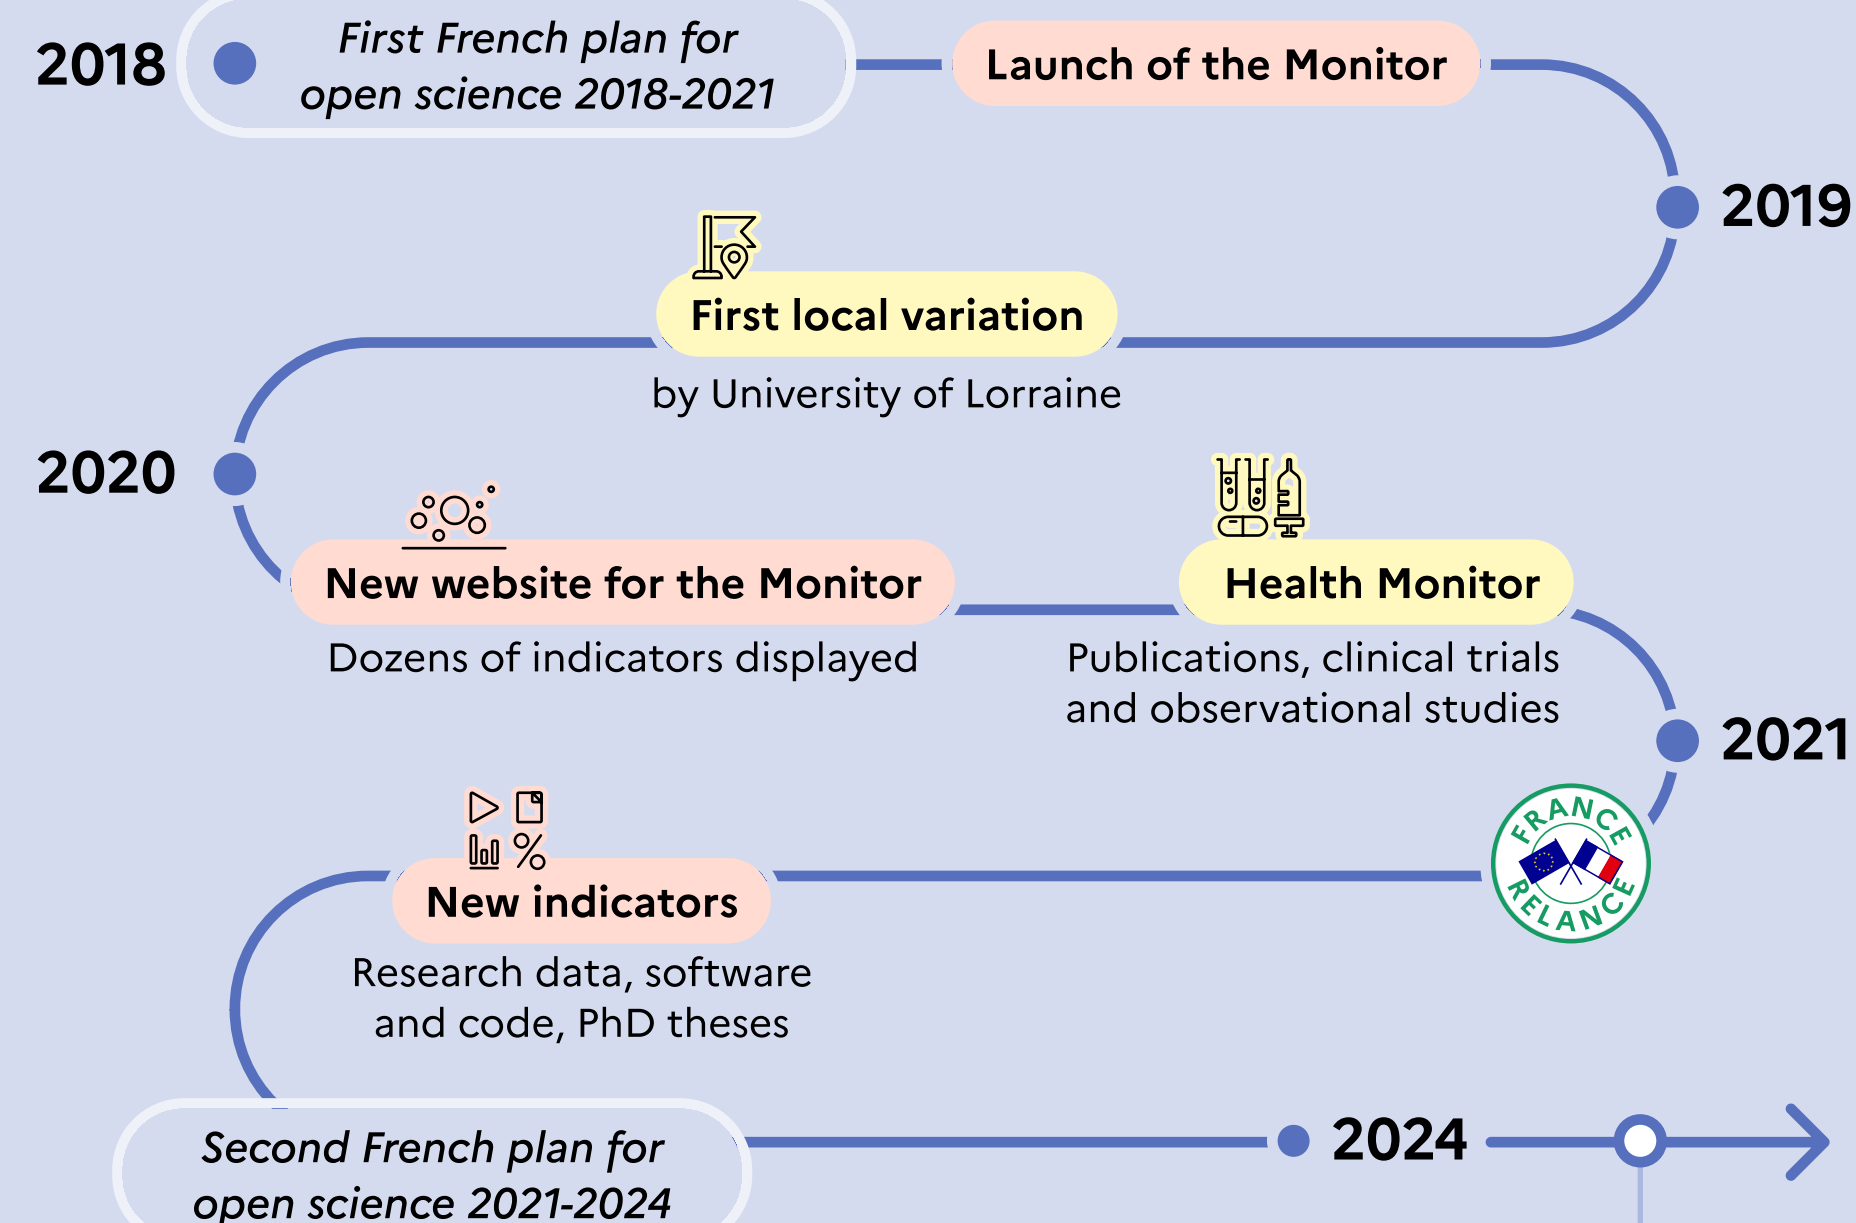 2018
First French plan for
open science 2018-2021
Launch of the Monitor
2019
First local variation
by University of Lorraine
2020
New website for the Monitor
Dozens of indicators displayed
Health Monitor
Publications, clinical trials
and observational studies
2021
FRANCE
RELANCE
New indicators
Research data, software
and code, PhD theses
Second French plan for
open science 2021-2024
2024